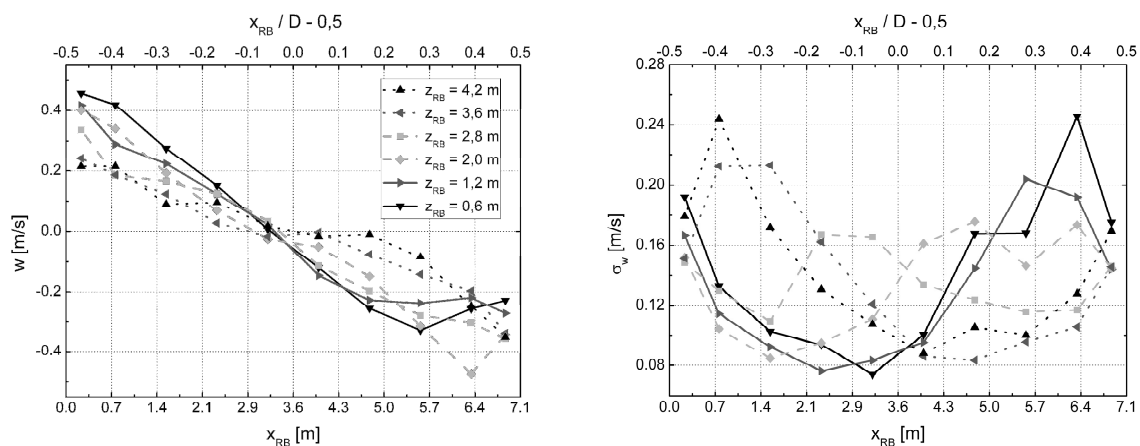 x_RB / D - 0,5
-0.5 -0.4 -0.3 -0.2 -0.1 0.0 0.1 0.2 0.3 0.4 0.5
w [m/s]
0.4
0.2
0.0
-0.2
-0.4
z_RB = 4,2 m
z_RB = 3,6 m
z_RB = 2,8 m
z_RB = 2,0 m
z_RB = 1,2 m
z_RB = 0,6 m
0.0 0.7 1.4 2.1 2.9 3.6 4.3 5.0 5.7 6.4 7.1
x_RB [m]
x_RB / D - 0,5
-0.5 -0.4 -0.3 -0.2 -0.1 0.0 0.1 0.2 0.3 0.4 0.5
σ_w [m/s]
0.28
0.24
0.20
0.16
0.12
0.08
0.0 0.7 1.4 2.1 2.9 3.6 4.3 5.0 5.7 6.4 7.1
x_RB [m]